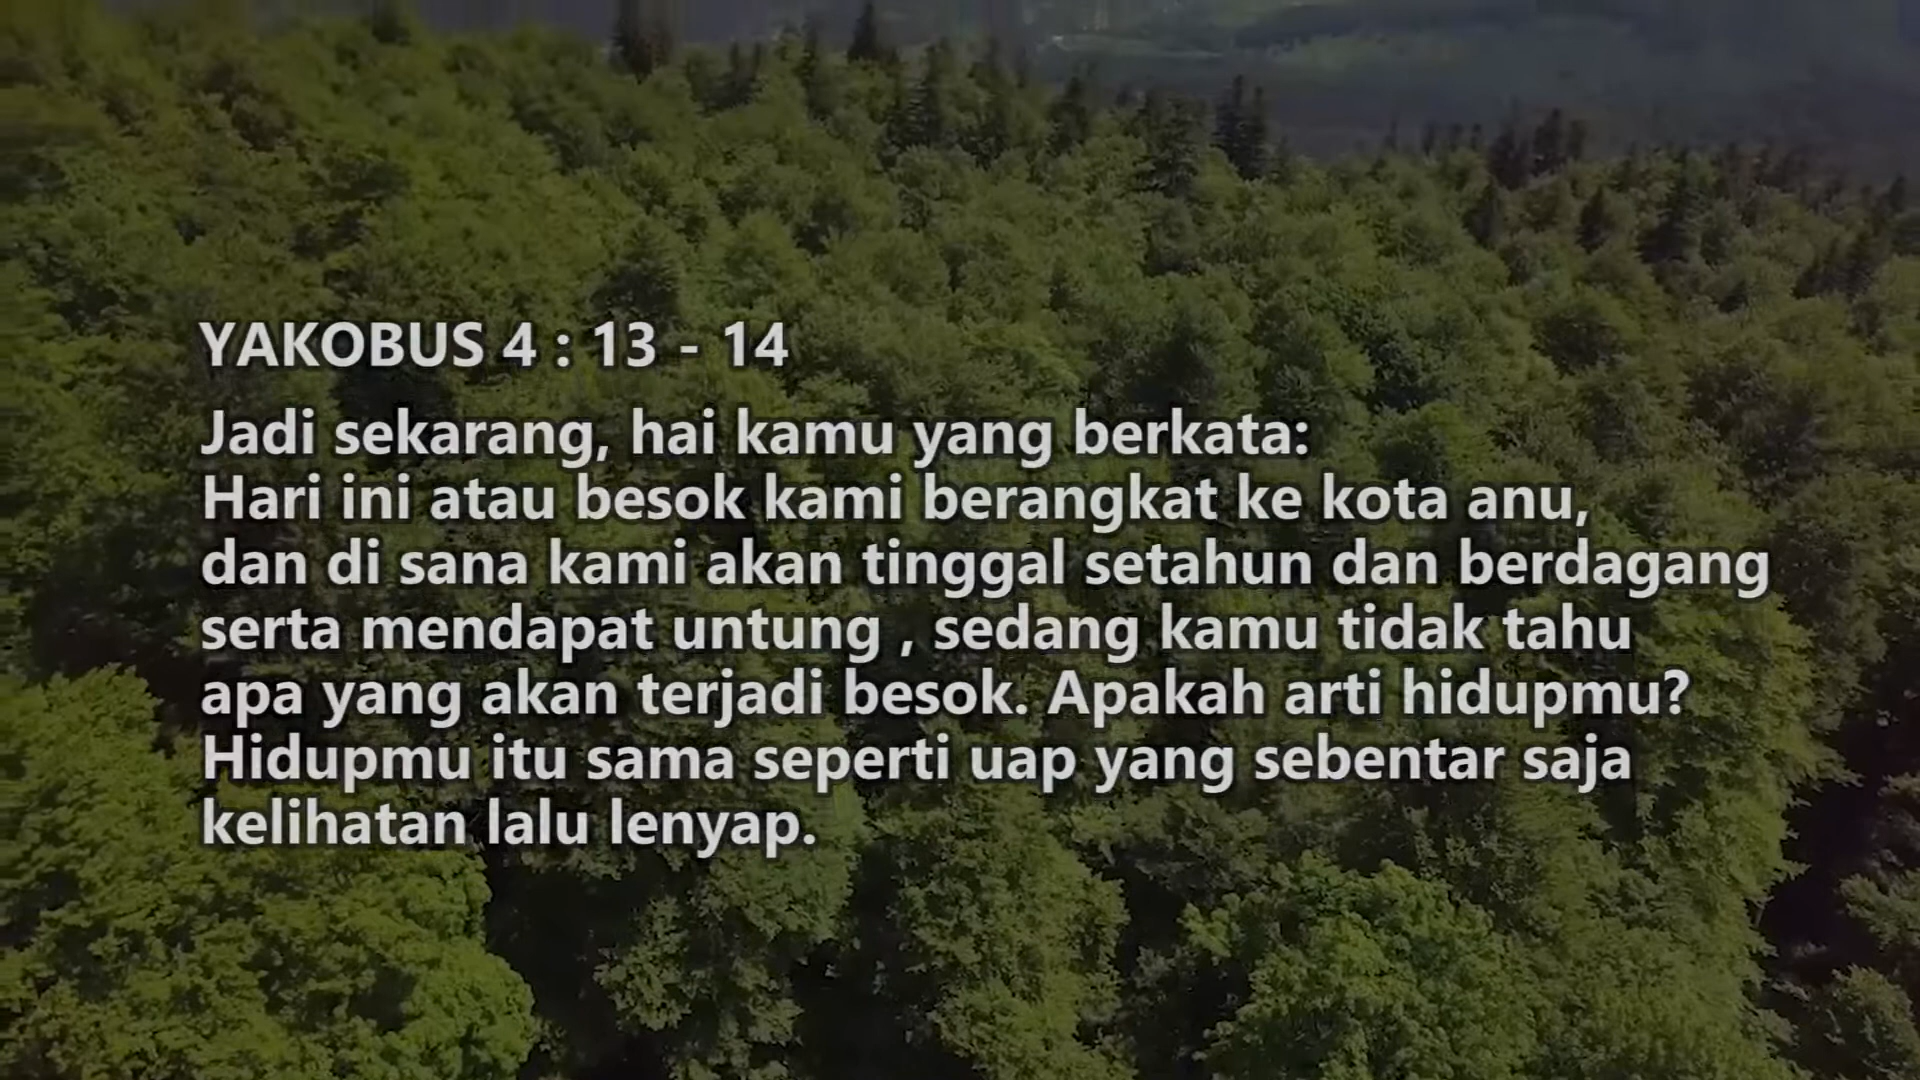 YAKOBUS 4 : 13 - 14
Jadi sekarang, hai kamu yang berkata:
Hari ini atau besok kami berangkat ke kota anu,
dan di sana kami akan tinggal setahun dan berdagang
serta mendapat untung , sedang kamu tidak tahu
apa yang akan terjadi besok. Apakah arti hidupmu?
Hidupmu itu sama seperti uap yang sebentar saja
kelihatan lalu lenyap.